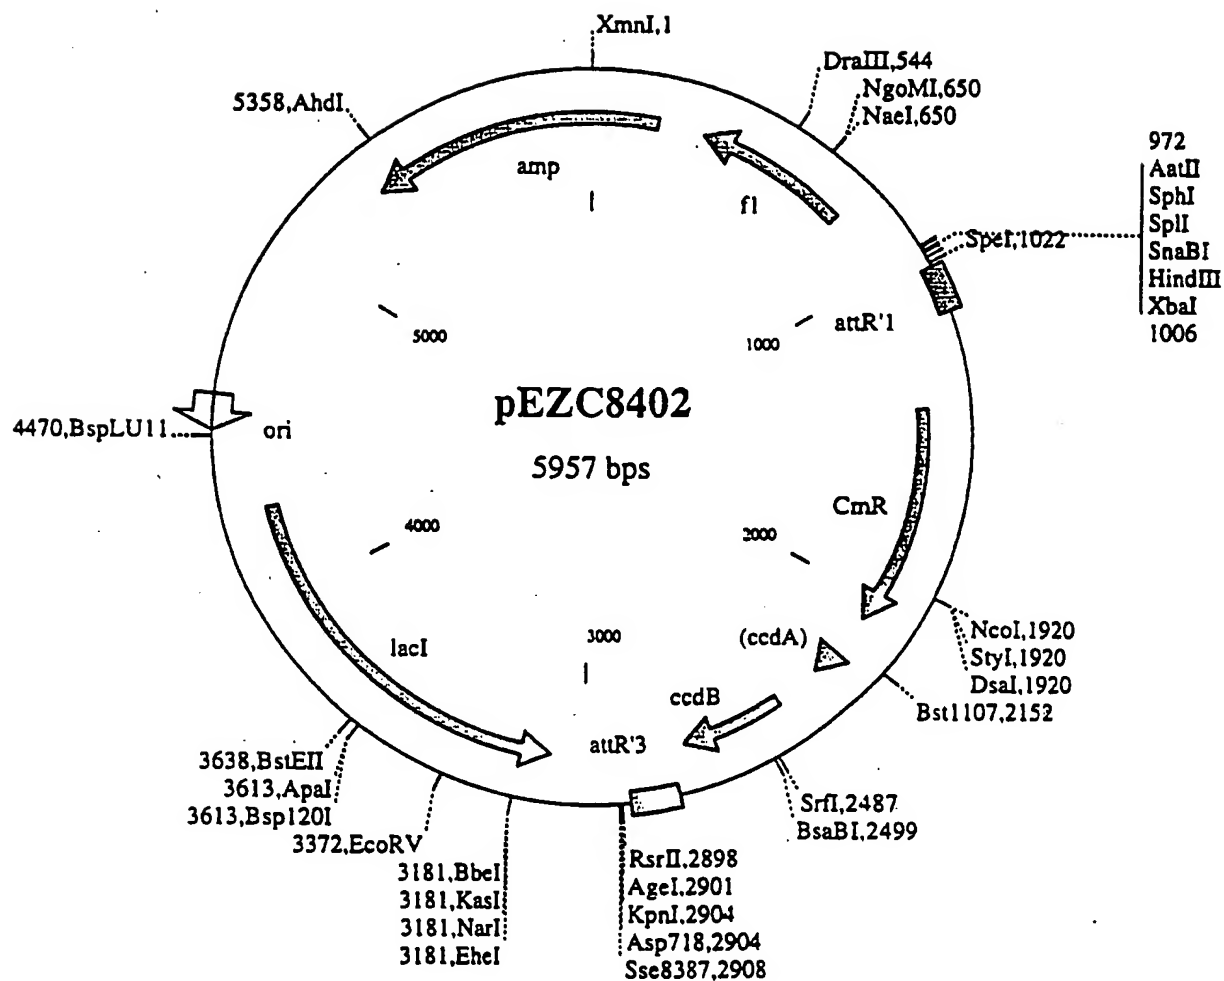 XmnI,1
DraIII,544
NgoMI,650
NaeI,650
5358,AhdI
972
AatII
SphI
SplI
SnaBI
HindIII
XbaI
1006
SpeI,1022
amp
f1
1
attR'1
5000
1000
pEZC8402
5957 bps
4470,BspLU11
ori
CmR
4000
2000
(ccdA)
lacI
3000
ccdB
attR'3
NcoI,1920
StyI,1920
DsaI,1920
Bst1107,2152
3638,BstEII
3613,ApaI
3613,Bsp120I
3372,EcoRV
3181,BbeI
3181,KasI
3181,NarI
3181,EheI
SrfI,2487
BsaBI,2499
RsrII,2898
AgeI,2901
KpnI,2904
Asp718,2904
Sse8387,2908